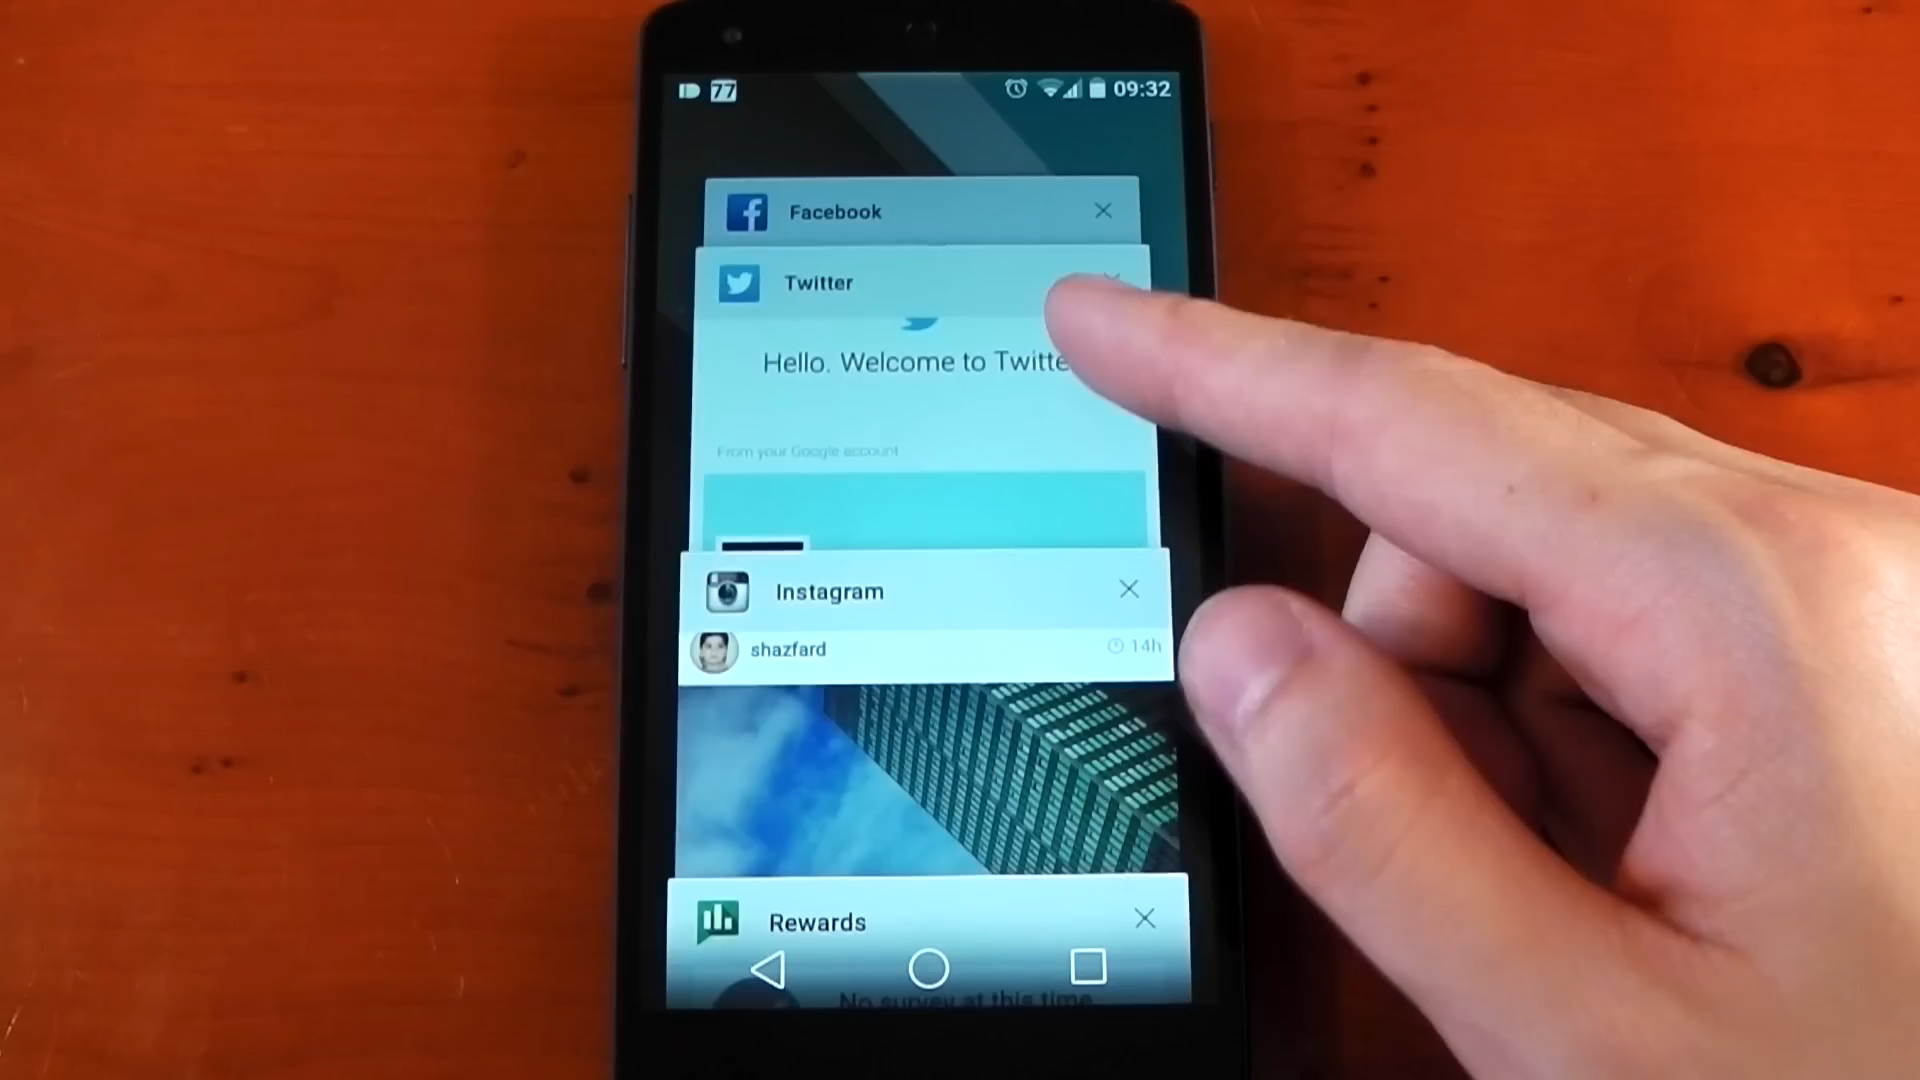 77
09:32
Facebook
Twitter
Hello. Welcome to Twitte
From your Google account
Instagram
shazfard
14h
Rewards
No survey at this time